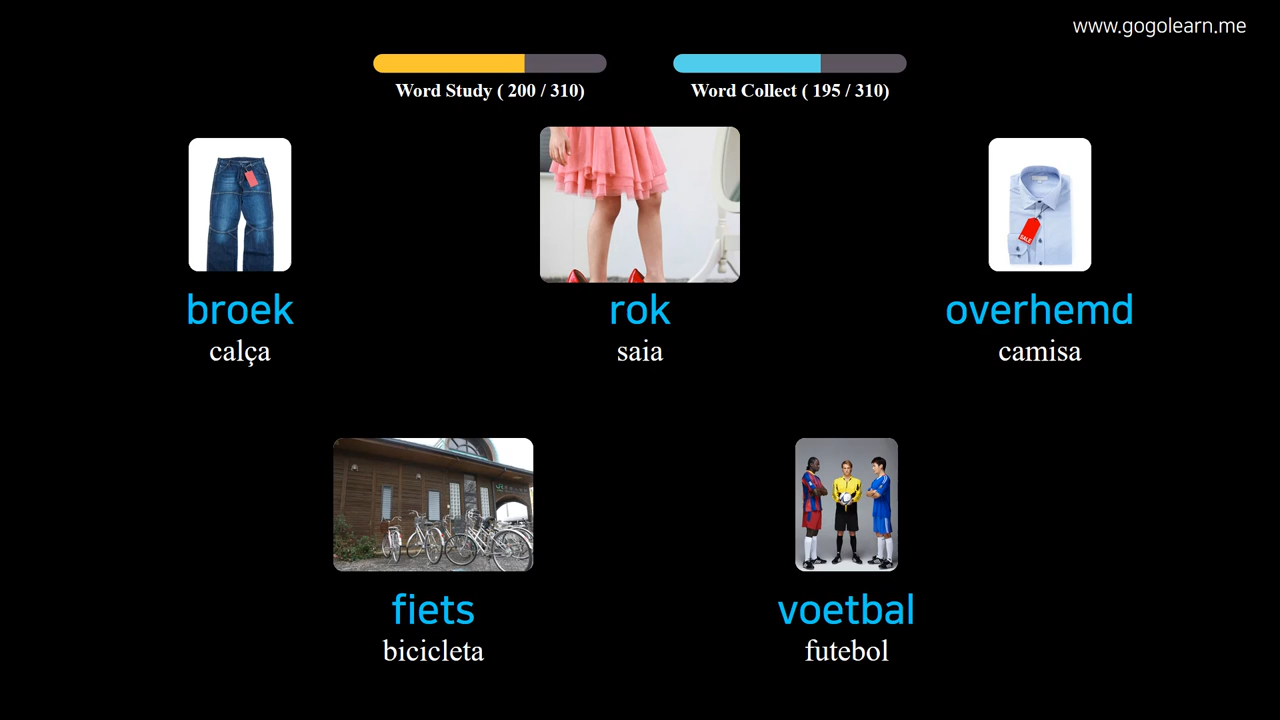 www.gogolearn.me
Word Study ( 200 / 310)
Word Collect ( 195 / 310)
SALE
broek
rok
overhemd
calça
saia
camisa
fiets
voetbal
bicicleta
futebol